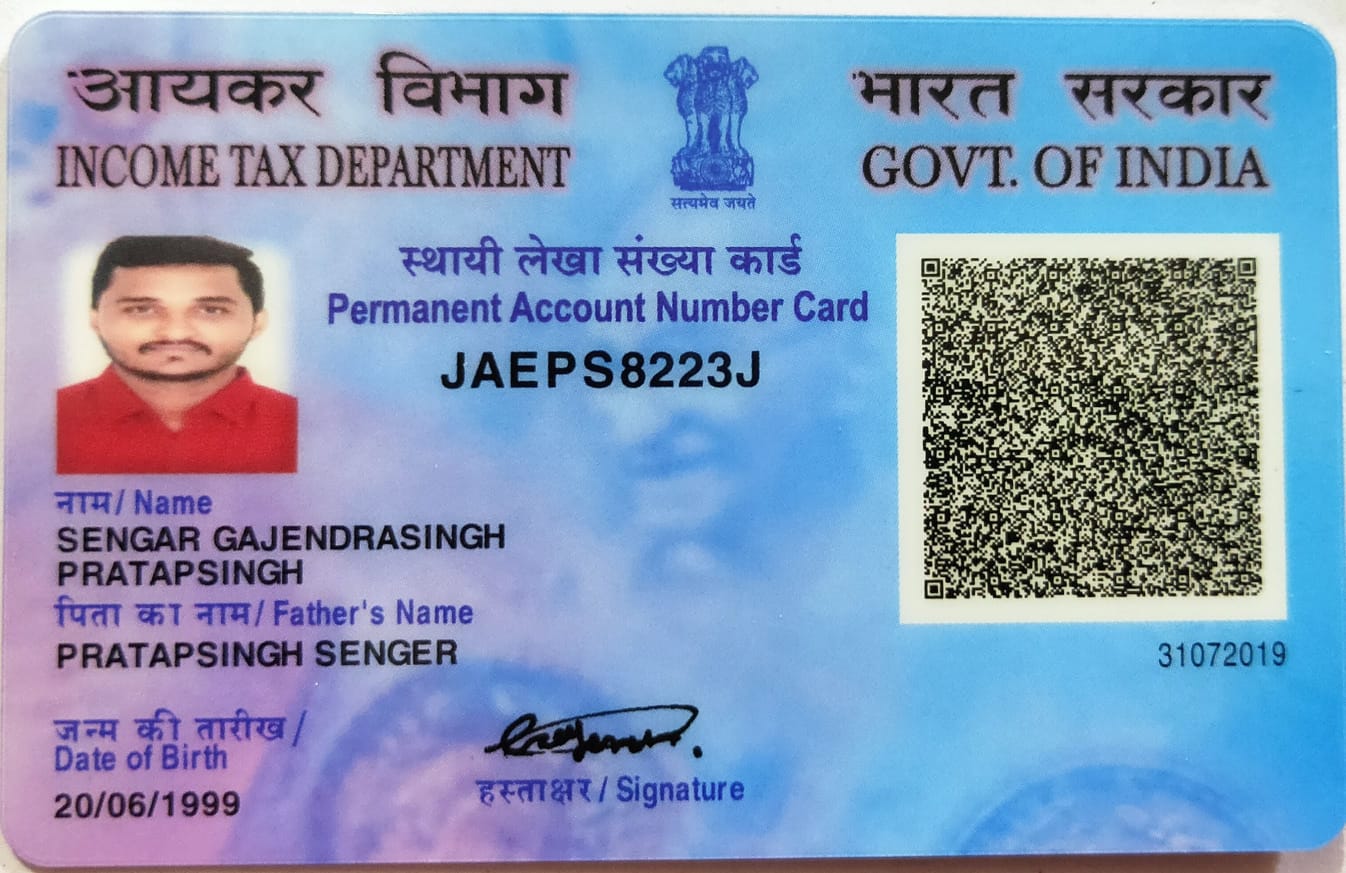 आयकर विभाग
INCOME TAX DEPARTMENT
सत्यमेव जयते
भारत सरकार
GOVT. OF INDIA
स्थायी लेखा संख्या कार्ड
Permanent Account Number Card
JAEPS8223J
नाम / Name
SENGAR GAJENDRASINGH
PRATAPSINGH
पिता का नाम / Father's Name
PRATAPSINGH SENGER
31072019
जन्म की तारीख /
Date of Birth
20/06/1999
हस्ताक्षर / Signature